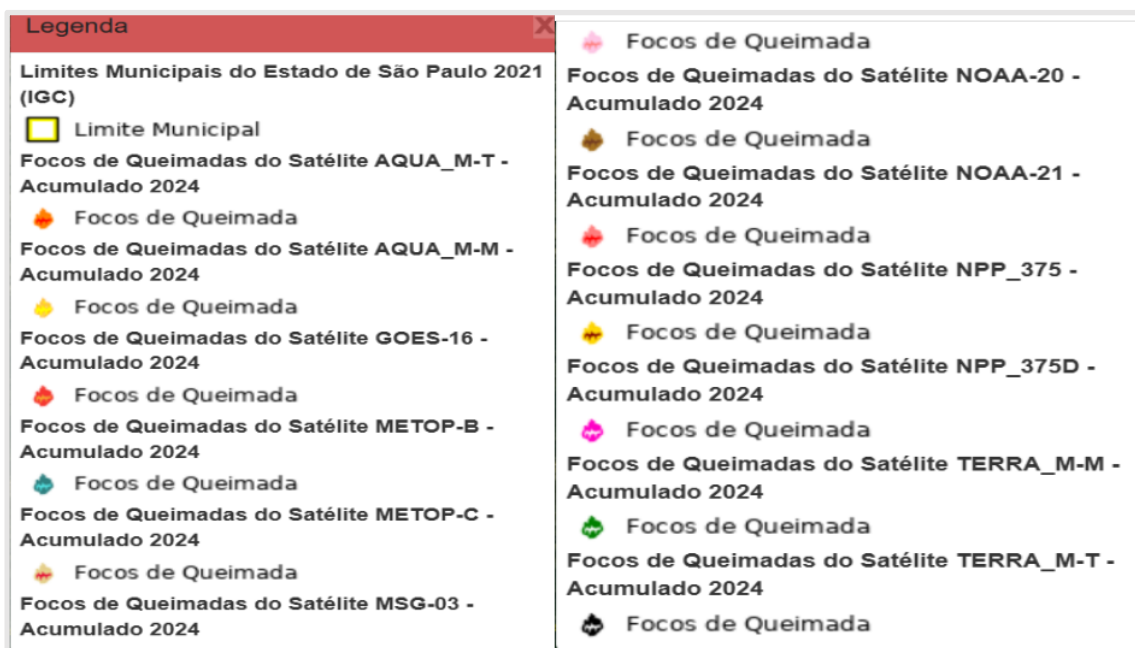 Legenda X
Limites Municipais do Estado de São Paulo 2021
(IGC)
Limite Municipal
Focos de Queimadas do Satélite AQUA_M-T -
Acumulado 2024
Focos de Queimada
Focos de Queimadas do Satélite AQUA_M-M -
Acumulado 2024
Focos de Queimada
Focos de Queimadas do Satélite GOES-16 -
Acumulado 2024
Focos de Queimada
Focos de Queimadas do Satélite METOP-B -
Acumulado 2024
Focos de Queimada
Focos de Queimadas do Satélite METOP-C -
Acumulado 2024
Focos de Queimada
Focos de Queimadas do Satélite MSG-03 -
Acumulado 2024
Focos de Queimada
Focos de Queimadas do Satélite NOAA-20 -
Acumulado 2024
Focos de Queimada
Focos de Queimadas do Satélite NOAA-21 -
Acumulado 2024
Focos de Queimada
Focos de Queimadas do Satélite NPP_375 -
Acumulado 2024
Focos de Queimada
Focos de Queimadas do Satélite NPP_375D -
Acumulado 2024
Focos de Queimada
Focos de Queimadas do Satélite TERRA_M-M -
Acumulado 2024
Focos de Queimada
Focos de Queimadas do Satélite TERRA_M-T -
Acumulado 2024
Focos de Queimada